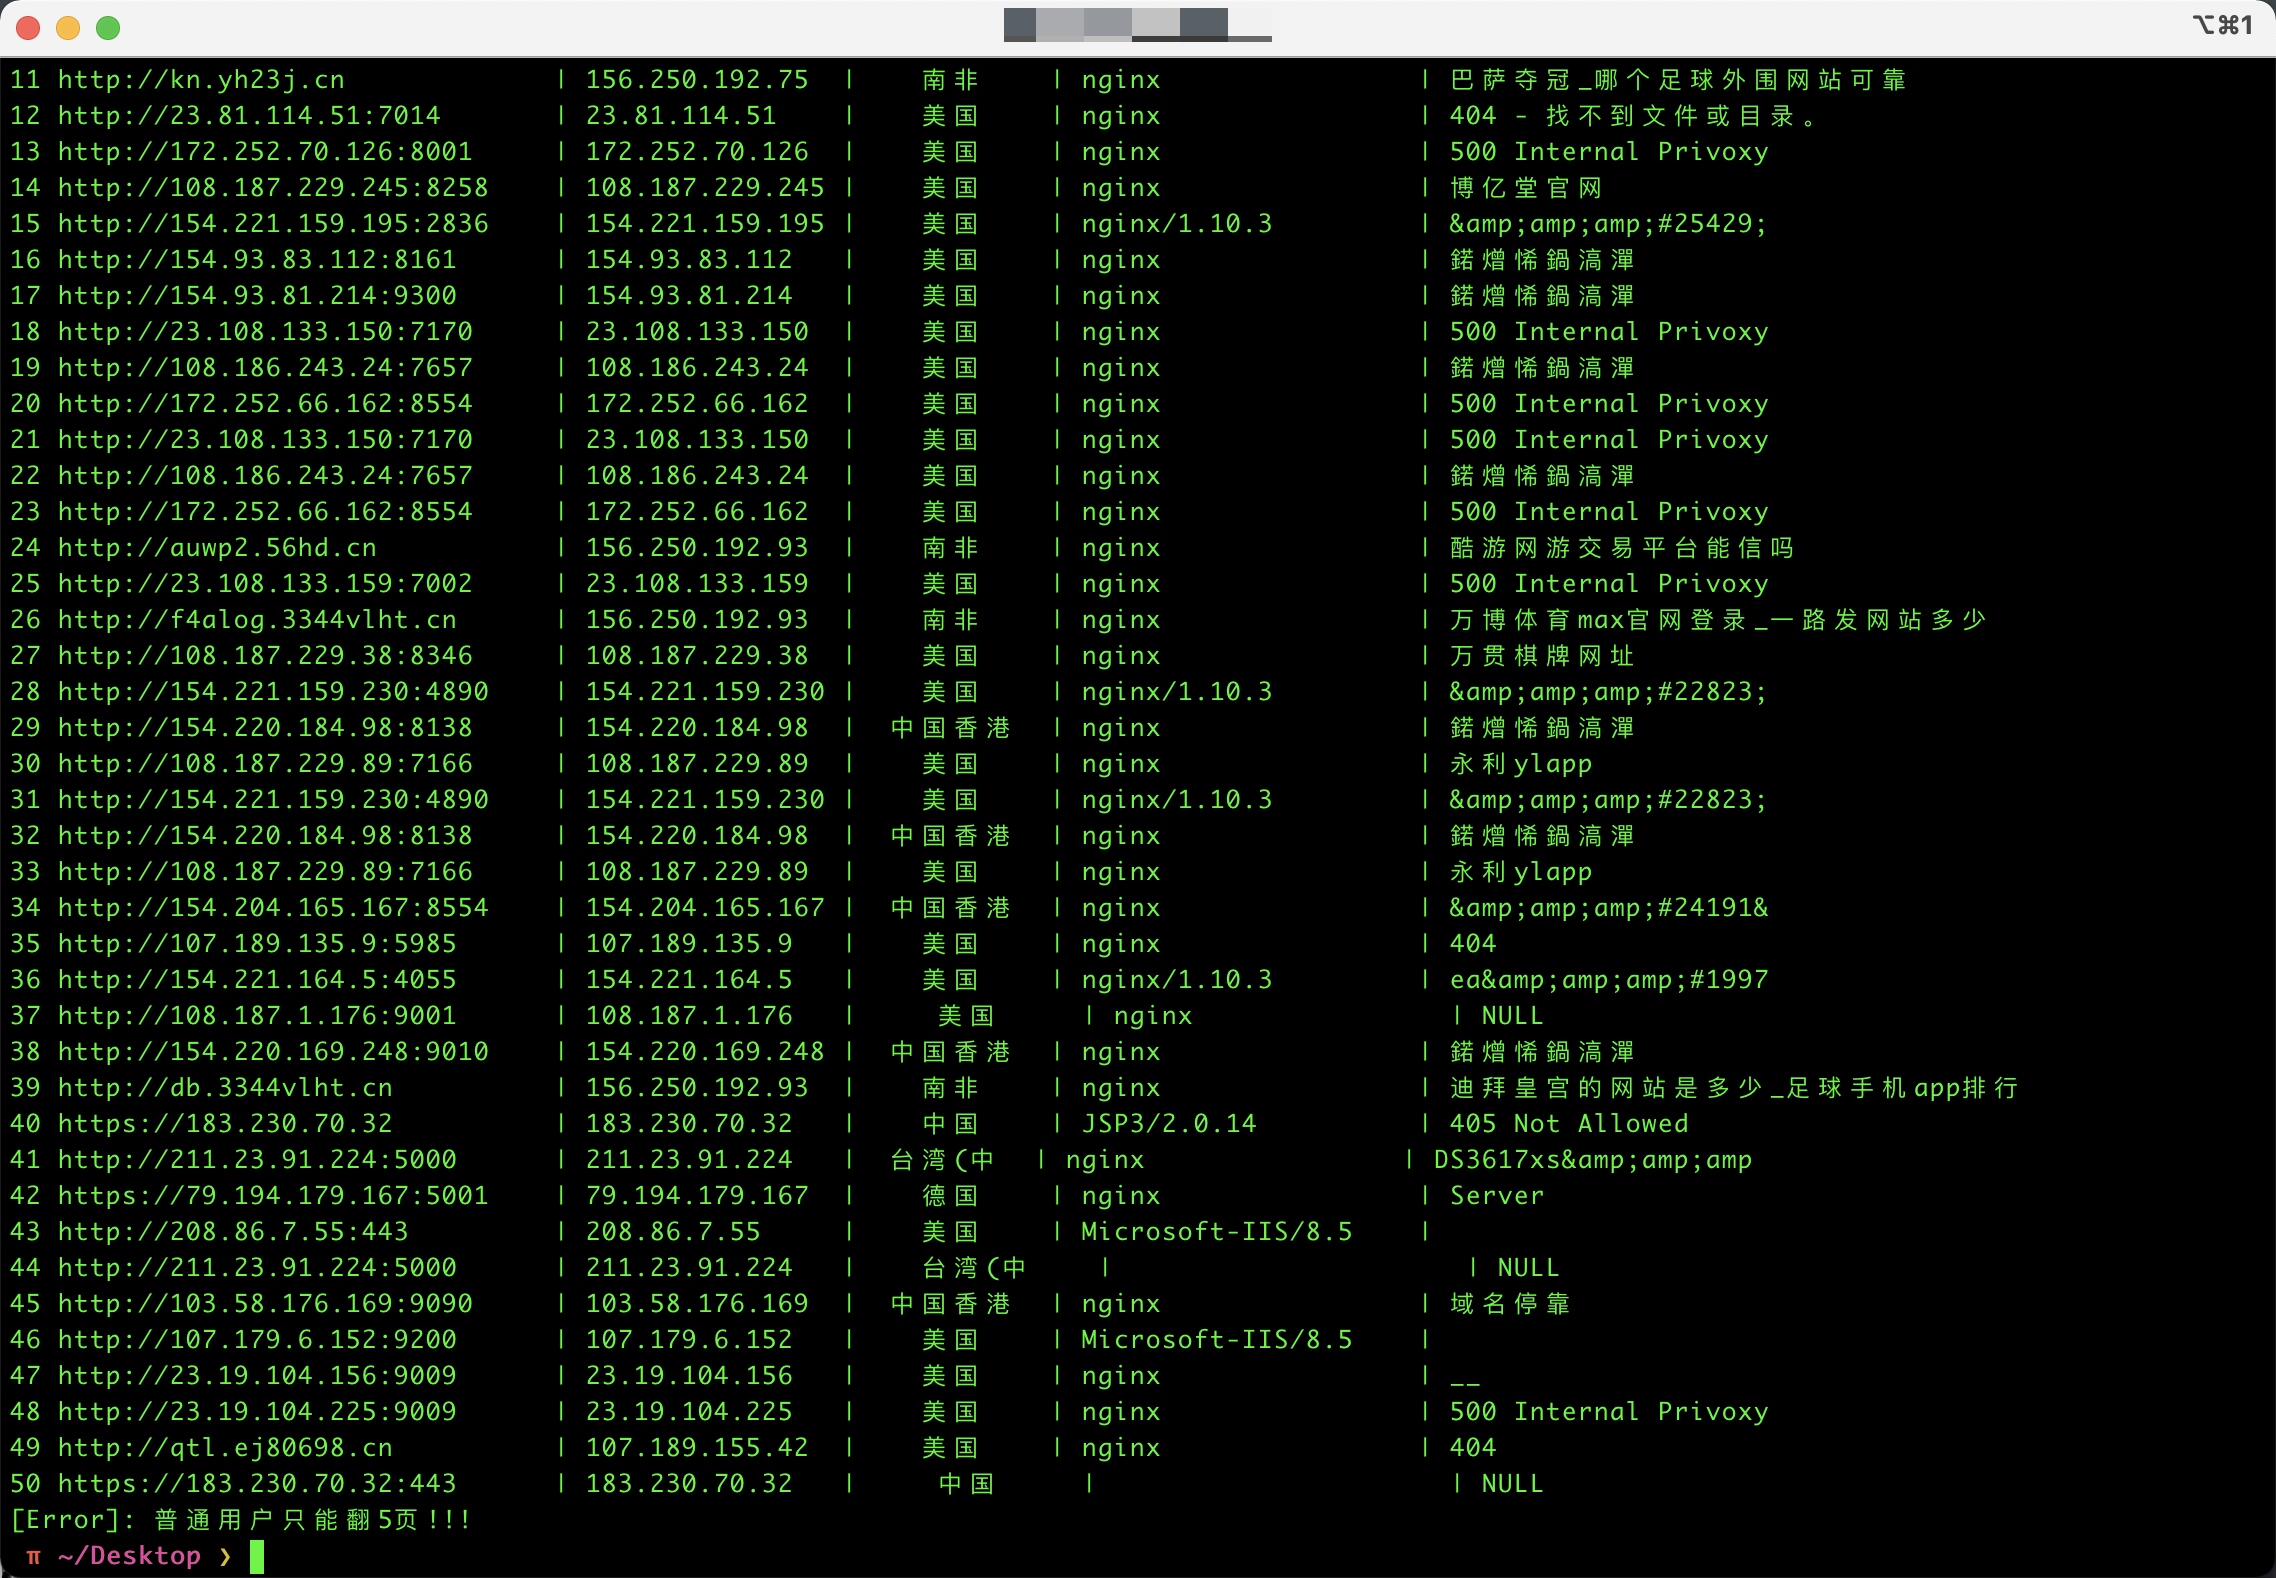 ⌥⌘1
11 http://kn.yh23j.cn | 156.250.192.75 | 南非 | nginx | 巴萨夺冠_哪个足球外围网站可靠
12 http://23.81.114.51:7014 | 23.81.114.51 | 美国 | nginx | 404 - 找不到文件或目录。
13 http://172.252.70.126:8001 | 172.252.70.126 | 美国 | nginx | 500 Internal Privoxy
14 http://108.187.229.245:8258 | 108.187.229.245 | 美国 | nginx | 博亿堂官网
15 http://154.221.159.195:2836 | 154.221.159.195 | 美国 | nginx/1.10.3 | &amp;amp;amp;#25429;
16 http://154.93.83.112:8161 | 154.93.83.112 | 美国 | nginx | 鍩熷悕鍋滈潬
17 http://154.93.81.214:9300 | 154.93.81.214 | 美国 | nginx | 鍩熷悕鍋滈潬
18 http://23.108.133.150:7170 | 23.108.133.150 | 美国 | nginx | 500 Internal Privoxy
19 http://108.186.243.24:7657 | 108.186.243.24 | 美国 | nginx | 鍩熷悕鍋滈潬
20 http://172.252.66.162:8554 | 172.252.66.162 | 美国 | nginx | 500 Internal Privoxy
21 http://23.108.133.150:7170 | 23.108.133.150 | 美国 | nginx | 500 Internal Privoxy
22 http://108.186.243.24:7657 | 108.186.243.24 | 美国 | nginx | 鍩熷悕鍋滈潬
23 http://172.252.66.162:8554 | 172.252.66.162 | 美国 | nginx | 500 Internal Privoxy
24 http://auwp2.56hd.cn | 156.250.192.93 | 南非 | nginx | 酷游网游交易平台能信吗
25 http://23.108.133.159:7002 | 23.108.133.159 | 美国 | nginx | 500 Internal Privoxy
26 http://f4alog.3344vlht.cn | 156.250.192.93 | 南非 | nginx | 万博体育max官网登录_一路发网站多少
27 http://108.187.229.38:8346 | 108.187.229.38 | 美国 | nginx | 万贯棋牌网址
28 http://154.221.159.230:4890 | 154.221.159.230 | 美国 | nginx/1.10.3 | &amp;amp;amp;#22823;
29 http://154.220.184.98:8138 | 154.220.184.98 | 中国香港 | nginx | 鍩熷悕鍋滈潬
30 http://108.187.229.89:7166 | 108.187.229.89 | 美国 | nginx | 永利ylapp
31 http://154.221.159.230:4890 | 154.221.159.230 | 美国 | nginx/1.10.3 | &amp;amp;amp;#22823;
32 http://154.220.184.98:8138 | 154.220.184.98 | 中国香港 | nginx | 鍩熷悕鍋滈潬
33 http://108.187.229.89:7166 | 108.187.229.89 | 美国 | nginx | 永利ylapp
34 http://154.204.165.167:8554 | 154.204.165.167 | 中国香港 | nginx | &amp;amp;amp;#24191&
35 http://107.189.135.9:5985 | 107.189.135.9 | 美国 | nginx | 404
36 http://154.221.164.5:4055 | 154.221.164.5 | 美国 | nginx/1.10.3 | ea&amp;amp;amp;#1997
37 http://108.187.1.176:9001 | 108.187.1.176 | 美国 | nginx | NULL
38 http://154.220.169.248:9010 | 154.220.169.248 | 中国香港 | nginx | 鍩熷悕鍋滈潬
39 http://db.3344vlht.cn | 156.250.192.93 | 南非 | nginx | 迪拜皇宫的网站是多少_足球手机app排行
40 https://183.230.70.32 | 183.230.70.32 | 中国 | JSP3/2.0.14 | 405 Not Allowed
41 http://211.23.91.224:5000 | 211.23.91.224 | 台湾(中 | nginx | DS3617xs&amp;amp;amp
42 https://79.194.179.167:5001 | 79.194.179.167 | 德国 | nginx | Server
43 http://208.86.7.55:443 | 208.86.7.55 | 美国 | Microsoft-IIS/8.5 |
44 http://211.23.91.224:5000 | 211.23.91.224 | 台湾(中 | | NULL
45 http://103.58.176.169:9090 | 103.58.176.169 | 中国香港 | nginx | 域名停靠
46 http://107.179.6.152:9200 | 107.179.6.152 | 美国 | Microsoft-IIS/8.5 |
47 http://23.19.104.156:9009 | 23.19.104.156 | 美国 | nginx | __
48 http://23.19.104.225:9009 | 23.19.104.225 | 美国 | nginx | 500 Internal Privoxy
49 http://qtl.ej80698.cn | 107.189.155.42 | 美国 | nginx | 404
50 https://183.230.70.32:443 | 183.230.70.32 | 中国 | | NULL
[Error]: 普通用户只能翻5页!!!
π ~/Desktop ❯